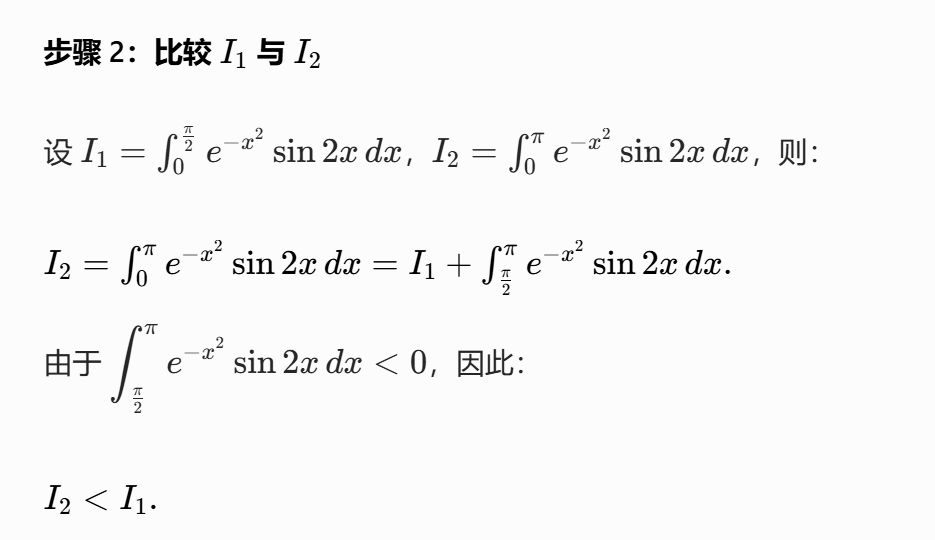 步骤 2：比较 I₁ 与 I₂
设 I₁ = ∫₀^{π/2} e^{-x²} sin 2x dx，I₂ = ∫₀^{π} e^{-x²} sin 2x dx，则：
I₂ = ∫₀^{π} e^{-x²} sin 2x dx = I₁ + ∫_{π/2}^{π} e^{-x²} sin 2x dx.
由于 ∫_{π/2}^{π} e^{-x²} sin 2x dx < 0，因此：
I₂ < I₁.